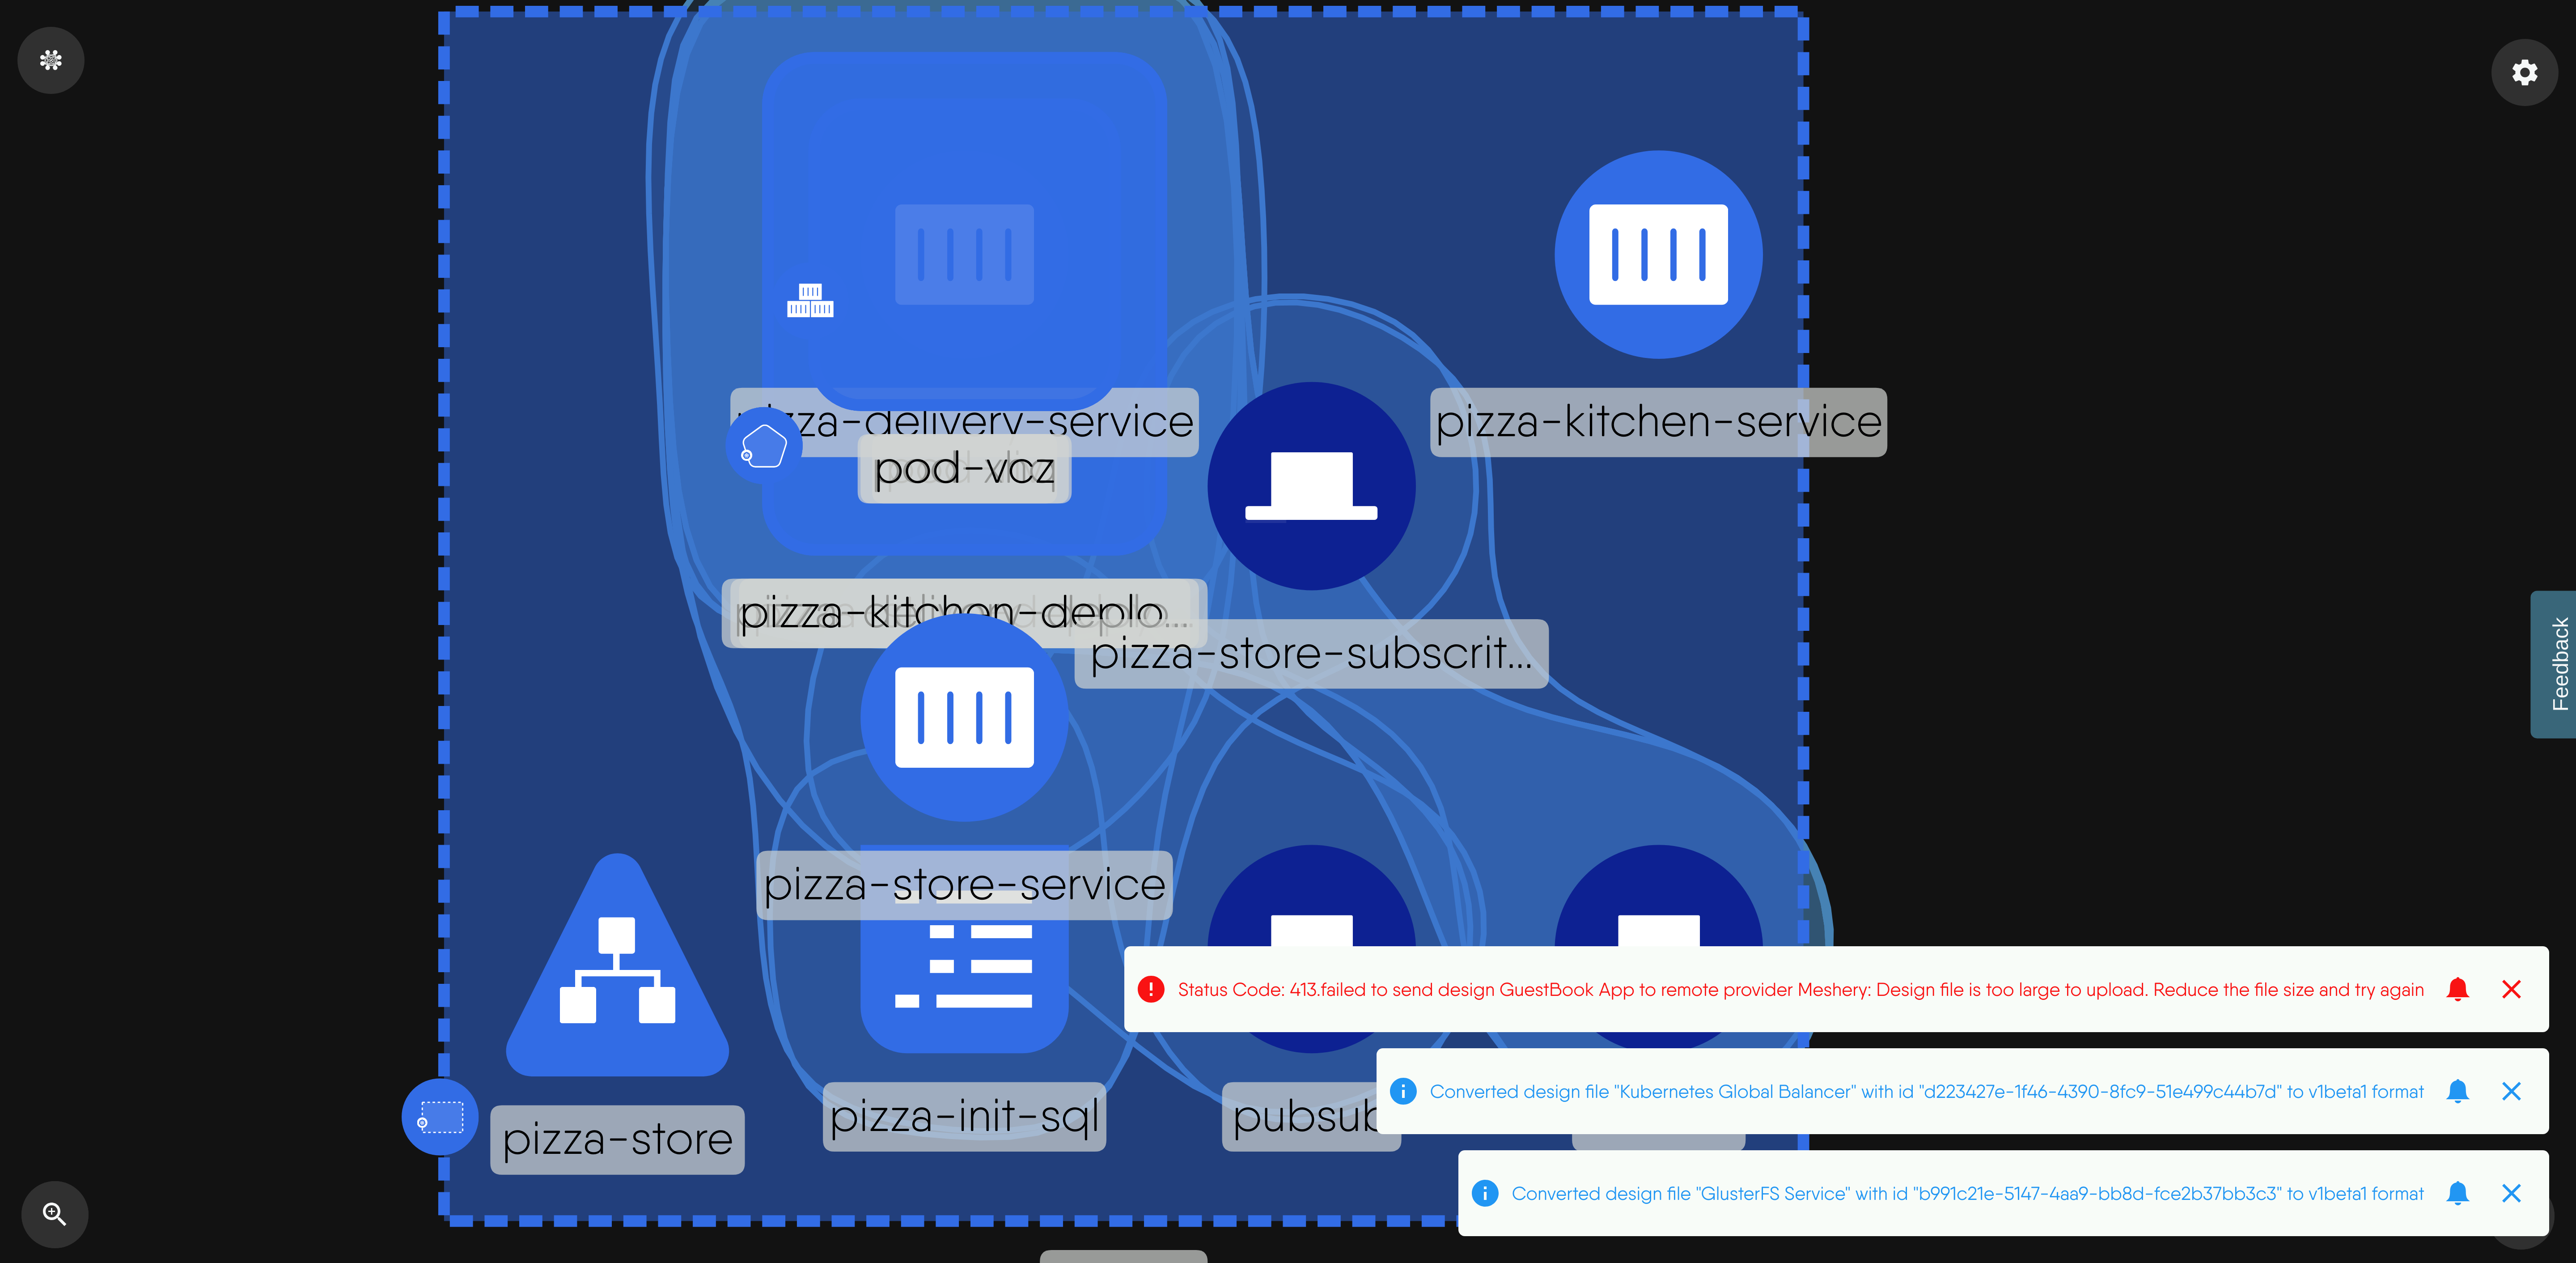 pizza-delivery-service
pizza-kitchen-service
pod-
pizza-kitchen-deplo...
pizza-store-subscrit...
pizza-store-service
pizza-init-sql
pubsub
pizza-store
Feedback
Status Code: 413.failed to send design GuestBook App to remote provider Meshery: Design file is too large to upload. Reduce the file size and try again
Converted design file "Kubernetes Global Balancer" with id "d223427e-1f46-4390-8fc9-51e499c44b7d" to v1beta1 format
Converted design file "GlusterFS Service" with id "b991c21e-5147-4aa9-bb8d-fce2b37bb3c3" to v1beta1 format